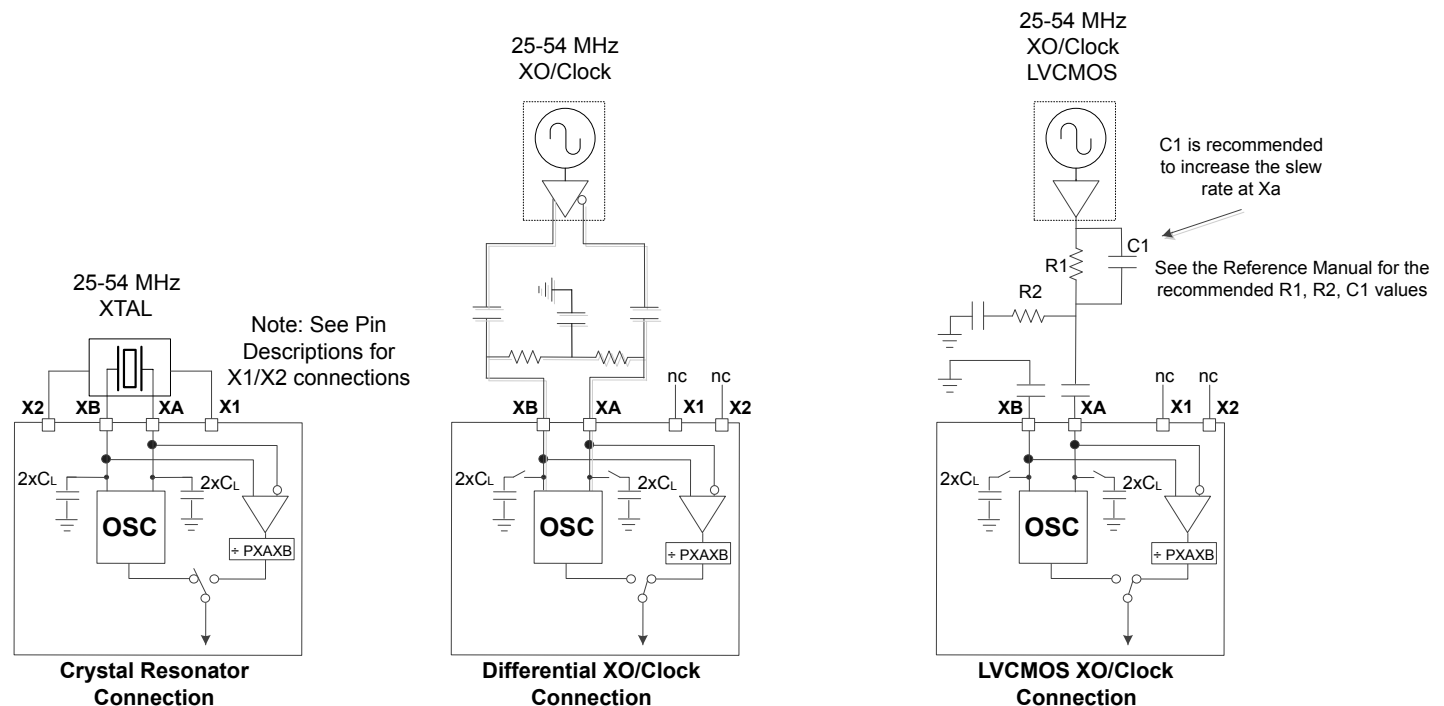 25-54 MHz
XTAL
Note: See Pin
Descriptions for
X1/X2 connections
X2
XB
XA
X1
2xCL
2xCL
OSC
÷ PXAXB
Crystal Resonator
Connection
25-54 MHz
XO/Clock
nc
nc
XB
XA
X1
X2
2xCL
2xCL
OSC
÷ PXAXB
Differential XO/Clock
Connection
25-54 MHz
XO/Clock
LVCMOS
C1 is recommended
to increase the slew
rate at Xa
C1
R1
See the Reference Manual for the
recommended R1, R2, C1 values
R2
nc
nc
XB
XA
X1
X2
2xCL
2xCL
OSC
÷ PXAXB
LVCMOS XO/Clock
Connection